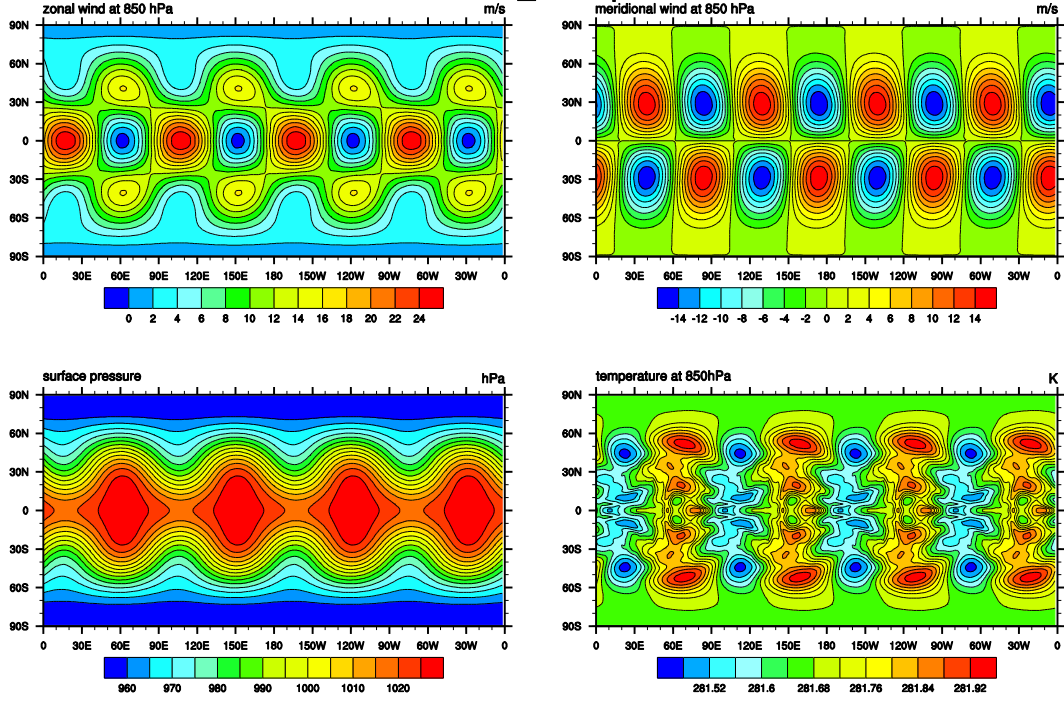 zonal wind at 850 hPa m/s
90N
60N
30N
0
30S
60S
90S
0 30E 60E 90E 120E 150E 180 150W 120W 90W 60W 30W 0
0 2 4 6 8 10 12 14 16 18 20 22 24
meridional wind at 850 hPa m/s
90N
60N
30N
0
30S
60S
90S
0 30E 60E 90E 120E 150E 180 150W 120W 90W 60W 30W 0
-14 -12 -10 -8 -6 -4 -2 0 2 4 6 8 10 12 14
surface pressure hPa
90N
60N
30N
0
30S
60S
90S
0 30E 60E 90E 120E 150E 180 150W 120W 90W 60W 30W 0
960 970 980 990 1000 1010 1020
temperature at 850hPa K
90N
60N
30N
0
30S
60S
90S
0 30E 60E 90E 120E 150E 180 150W 120W 90W 60W 30W 0
281.52 281.6 281.68 281.76 281.84 281.92